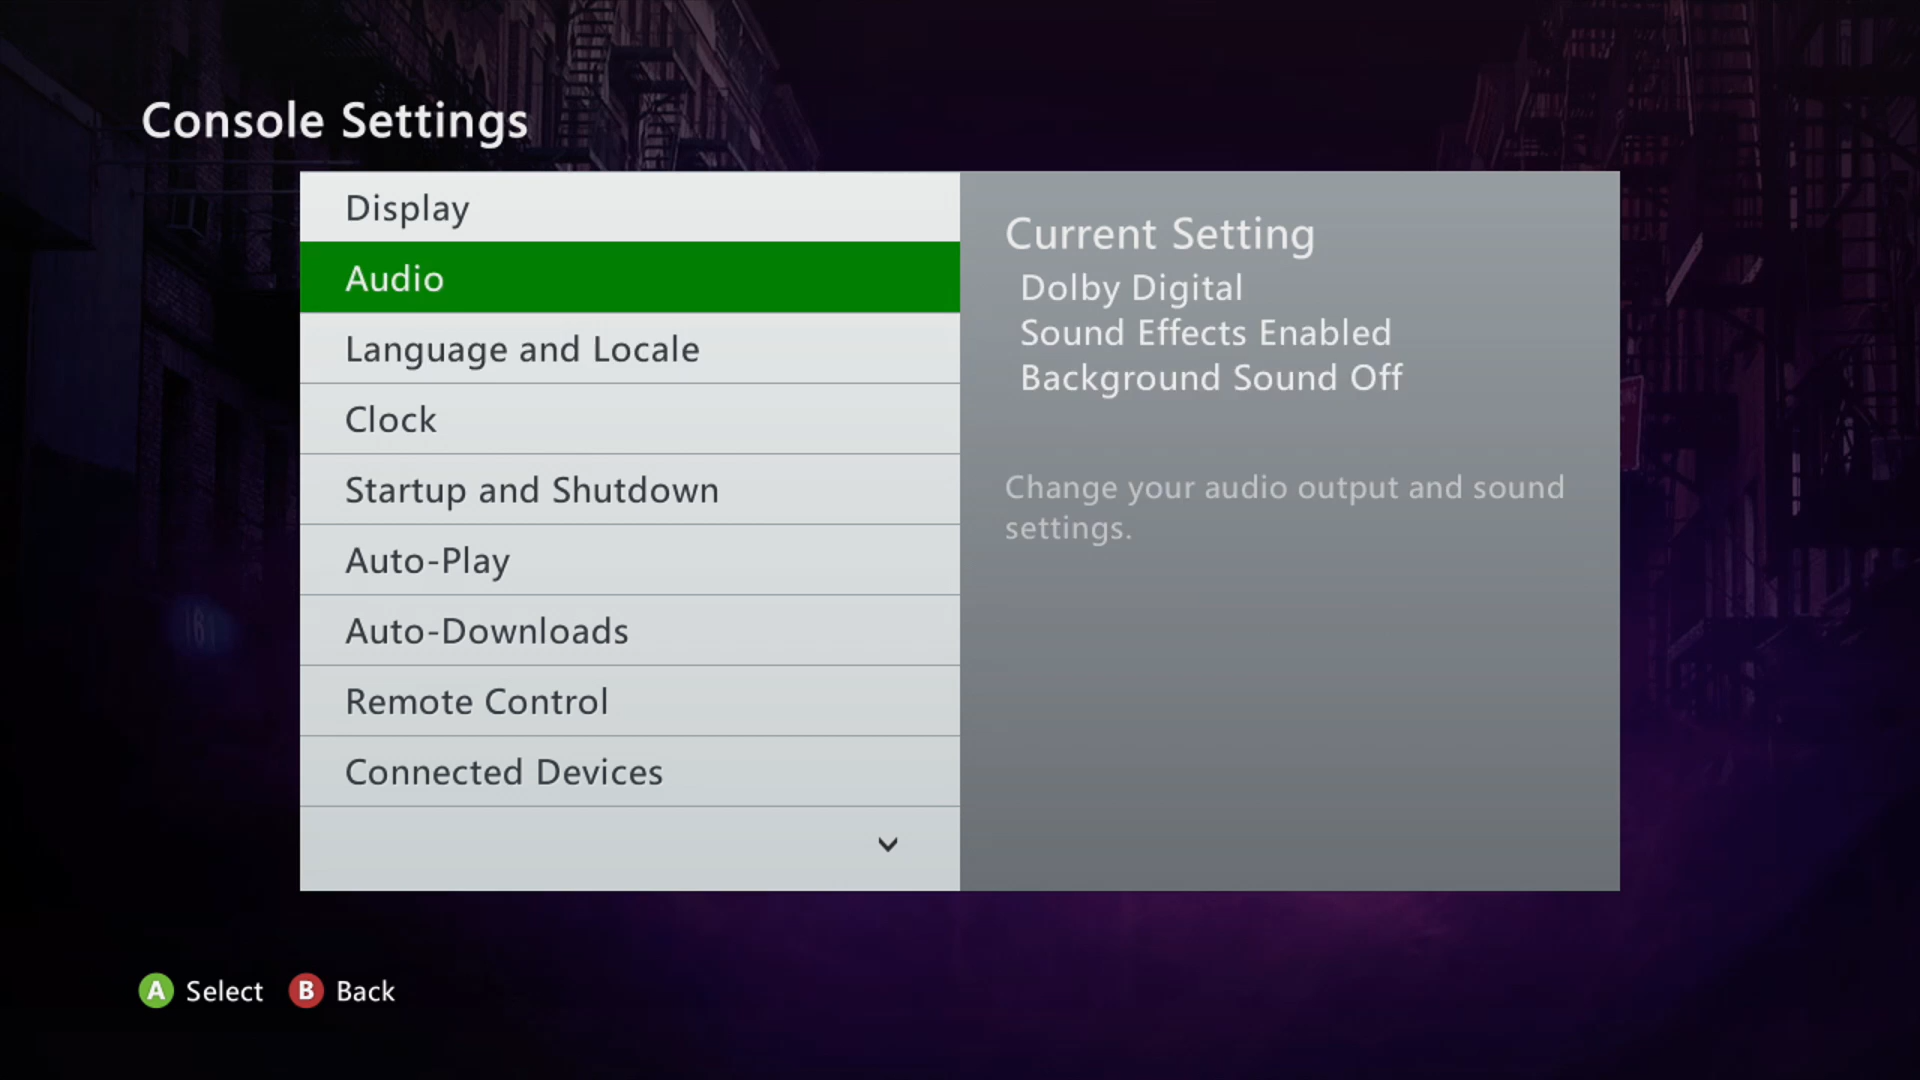 Console Settings
Display
Audio
Language and Locale
Clock
Startup and Shutdown
Auto-Play
Auto-Downloads
Remote Control
Connected Devices
Current Setting
Dolby Digital
Sound Effects Enabled
Background Sound Off
Change your audio output and sound
settings.
A Select B Back